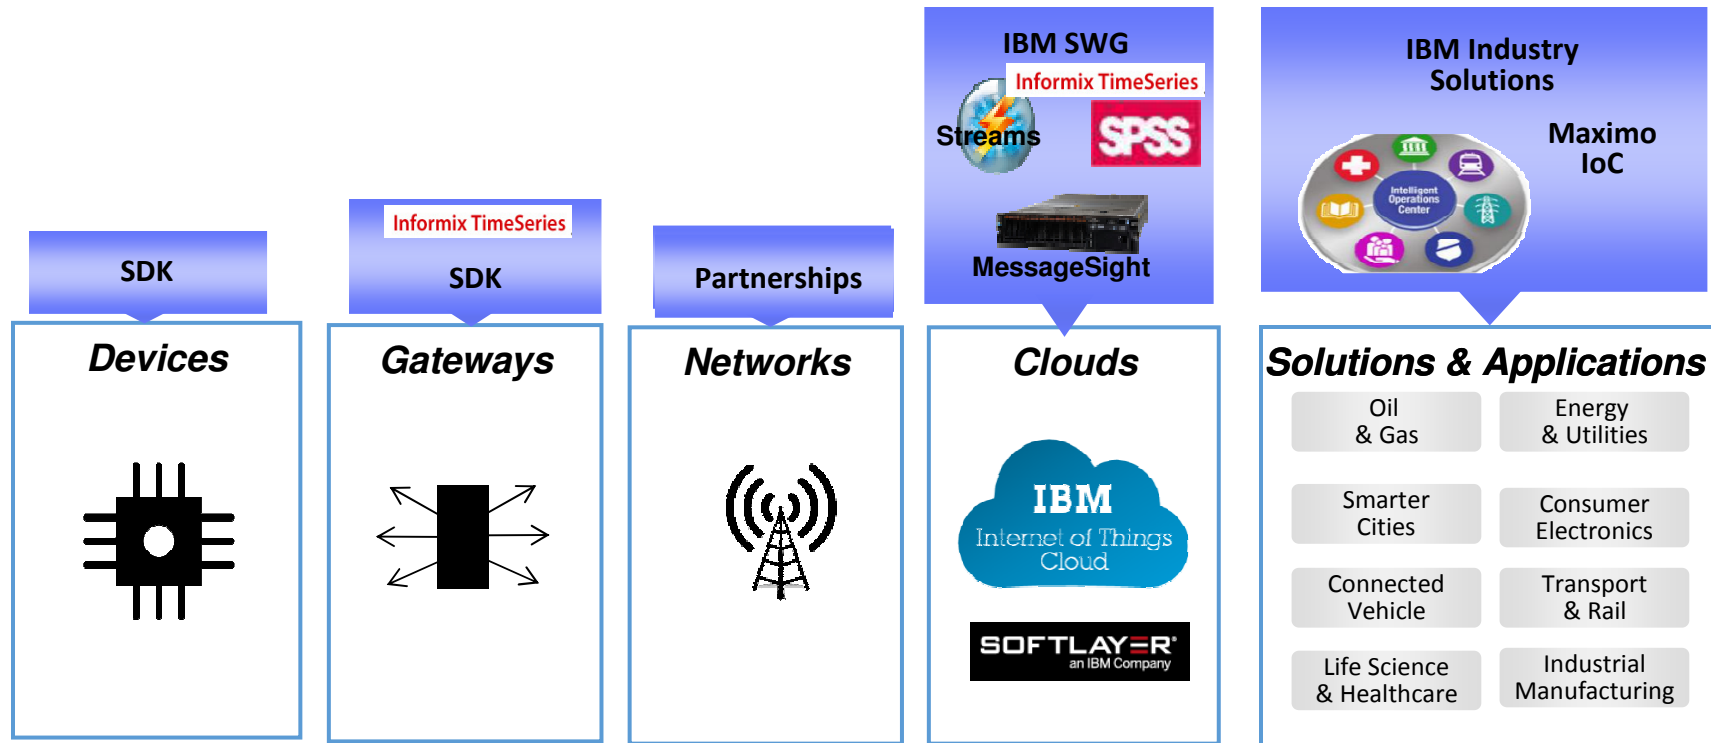 SDK
Informix TimeSeries
SDK
Partnerships
IBM SWG
Informix TimeSeries
Streams
SPSS
MessageSight
IBM Industry
Solutions
Maximo
IoC
Intelligent
Operations
Center
Devices
Gateways
Networks
Clouds
IBM
Internet of Things
Cloud
SOFTLAYER®
an IBM Company
Solutions & Applications
Oil
& Gas
Energy
& Utilities
Smarter
Cities
Consumer
Electronics
Connected
Vehicle
Transport
& Rail
Life Science
& Healthcare
Industrial
Manufacturing